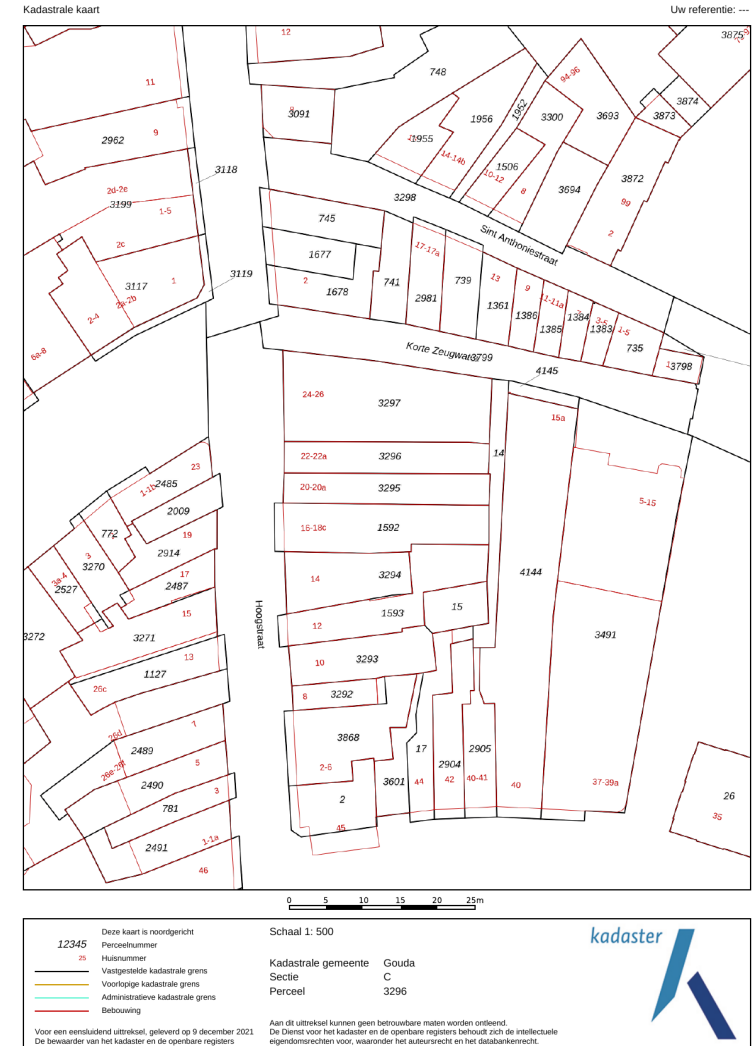 Kadastrale kaart
Uw referentie: ---
12
3875
748
94-96
11
3091
1952
3874
1956
3300
3693
3873
9
2962
1955
14-14b
1506
3118
10-12
3872
2d-2e
8
3694
3298
99
3199
1-5
745
Sint Anthoniestraat
2
2c
17-17a
1677
3119
13
2
741
739
3117
1
9
1678
2981
2a-2b
1361
11-11a
2-4
1386
1384
3-5
1385
1383
1-5
Korte Zeugwater
3799
735
6a-8
1
3798
4145
24-26
3297
15a
14
22-22a
3296
23
1-1b
2485
20-20a
3295
5-15
2009
16-18c
1592
772
19
2914
3
3270
17
14
3294
4144
3a-4
2527
2487
15
1593
15
Hoogstraat
12
3272
3271
3491
13
10
3293
1127
26c
8
3292
7
26d
3868
2489
17
2905
5
2904
26e-26f
2-6
44
42
40-41
40
37-39a
2490
3
3601
26
2
781
35
45
1-1a
2491
46
0 5 10 15 20 25m
Deze kaart is noordgericht
12345 Perceelnummer
25 Huisnummer
Vastgestelde kadastrale grens
Voorlopige kadastrale grens
Administratieve kadastrale grens
Bebouwing
Voor een eensluidend uittreksel, geleverd op 9 december 2021
De bewaarder van het kadaster en de openbare registers
Schaal 1: 500
Kadastrale gemeente Gouda
Sectie C
Perceel 3296
Aan dit uittreksel kunnen geen betrouwbare maten worden ontleend.
De Dienst voor het kadaster en de openbare registers behoudt zich de intellectuele
eigendomsrechten voor, waaronder het auteursrecht en het databankenrecht.
kadaster